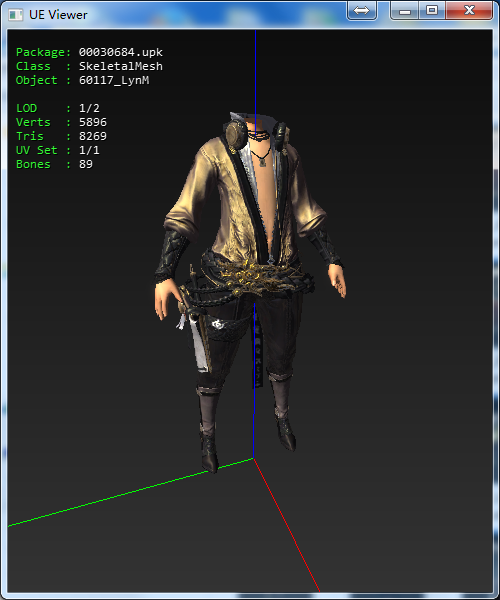 UE Viewer
Package: 00030684.upk
Class  : SkeletalMesh
Object : 60117_LynM
LOD    : 1/2
Verts  : 5896
Tris   : 8269
UV Set : 1/1
Bones  : 89